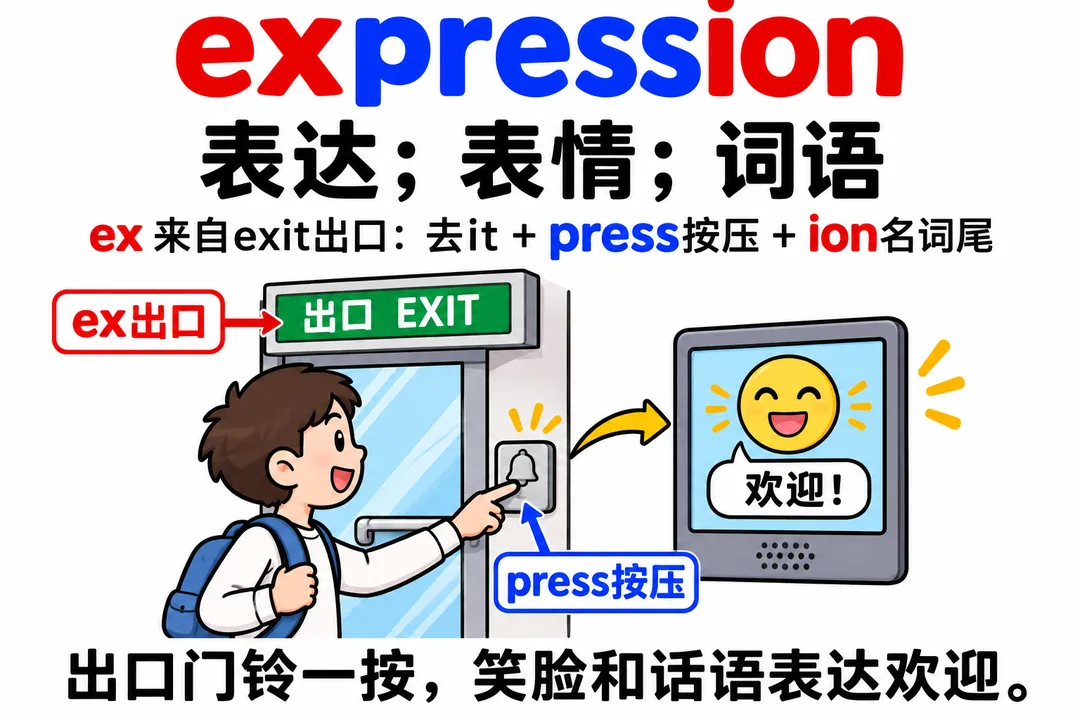 expression
表达；表情；词语
ex 来自exit出口：去it + press按压 + ion名词尾
ex出口
出口 EXIT
欢迎！
press按压
出口门铃一按，笑脸和话语表达欢迎。